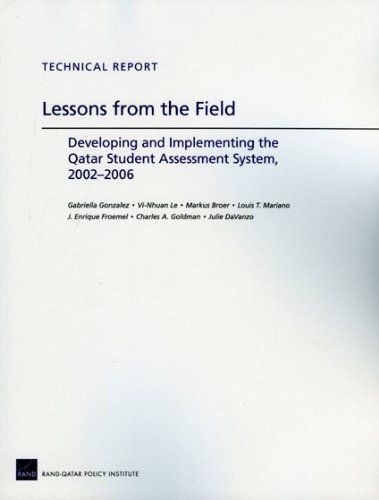 TECHNICAL REPORT
Lessons from the Field
Developing and Implementing the
Qatar Student Assessment System,
2002–2006
Gabriella Gonzalez • Vi-Nhuan Le • Markus Broer • Louis T. Mariano
J. Enrique Froemel • Charles A. Goldman • Julie DaVanzo
RAND RAND-QATAR POLICY INSTITUTE